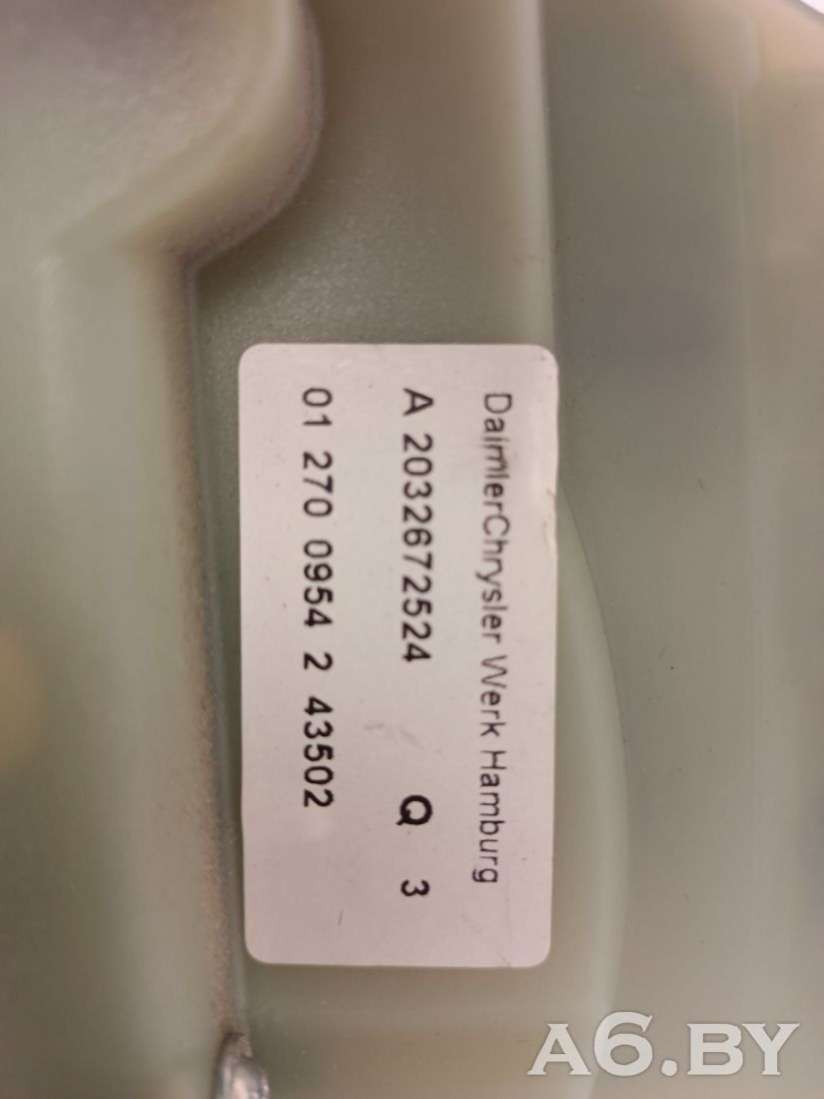 DaimlerChrysler Werk Hamburg
A 2032672524 Q 3
01 270 0954 2 43502
A6.BY